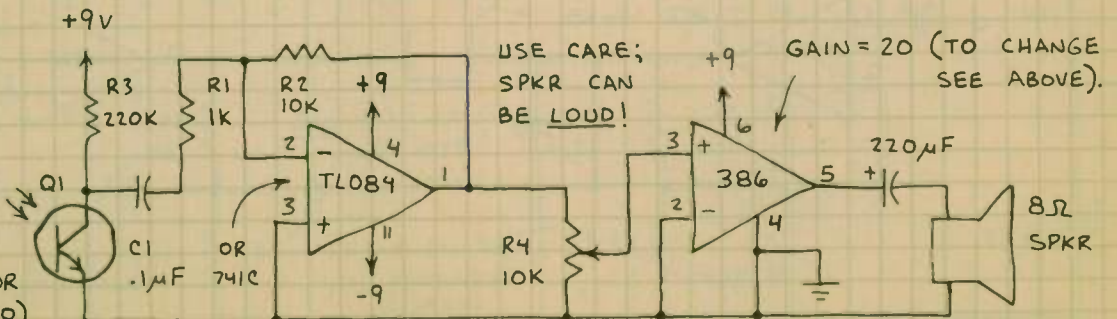 +9V
R3
220K
R1
1K
R2
10K
+9
USE CARE;
SPKR CAN
BE LOUD!
+9
GAIN = 20 (TO CHANGE
SEE ABOVE).
2
-
4
TL084
1
3
+
11
-9
OR
741C
Q1
C1
.1µF
R4
10K
3
+
6
386
5
2
-
4
220µF
+
8Ω
SPKR